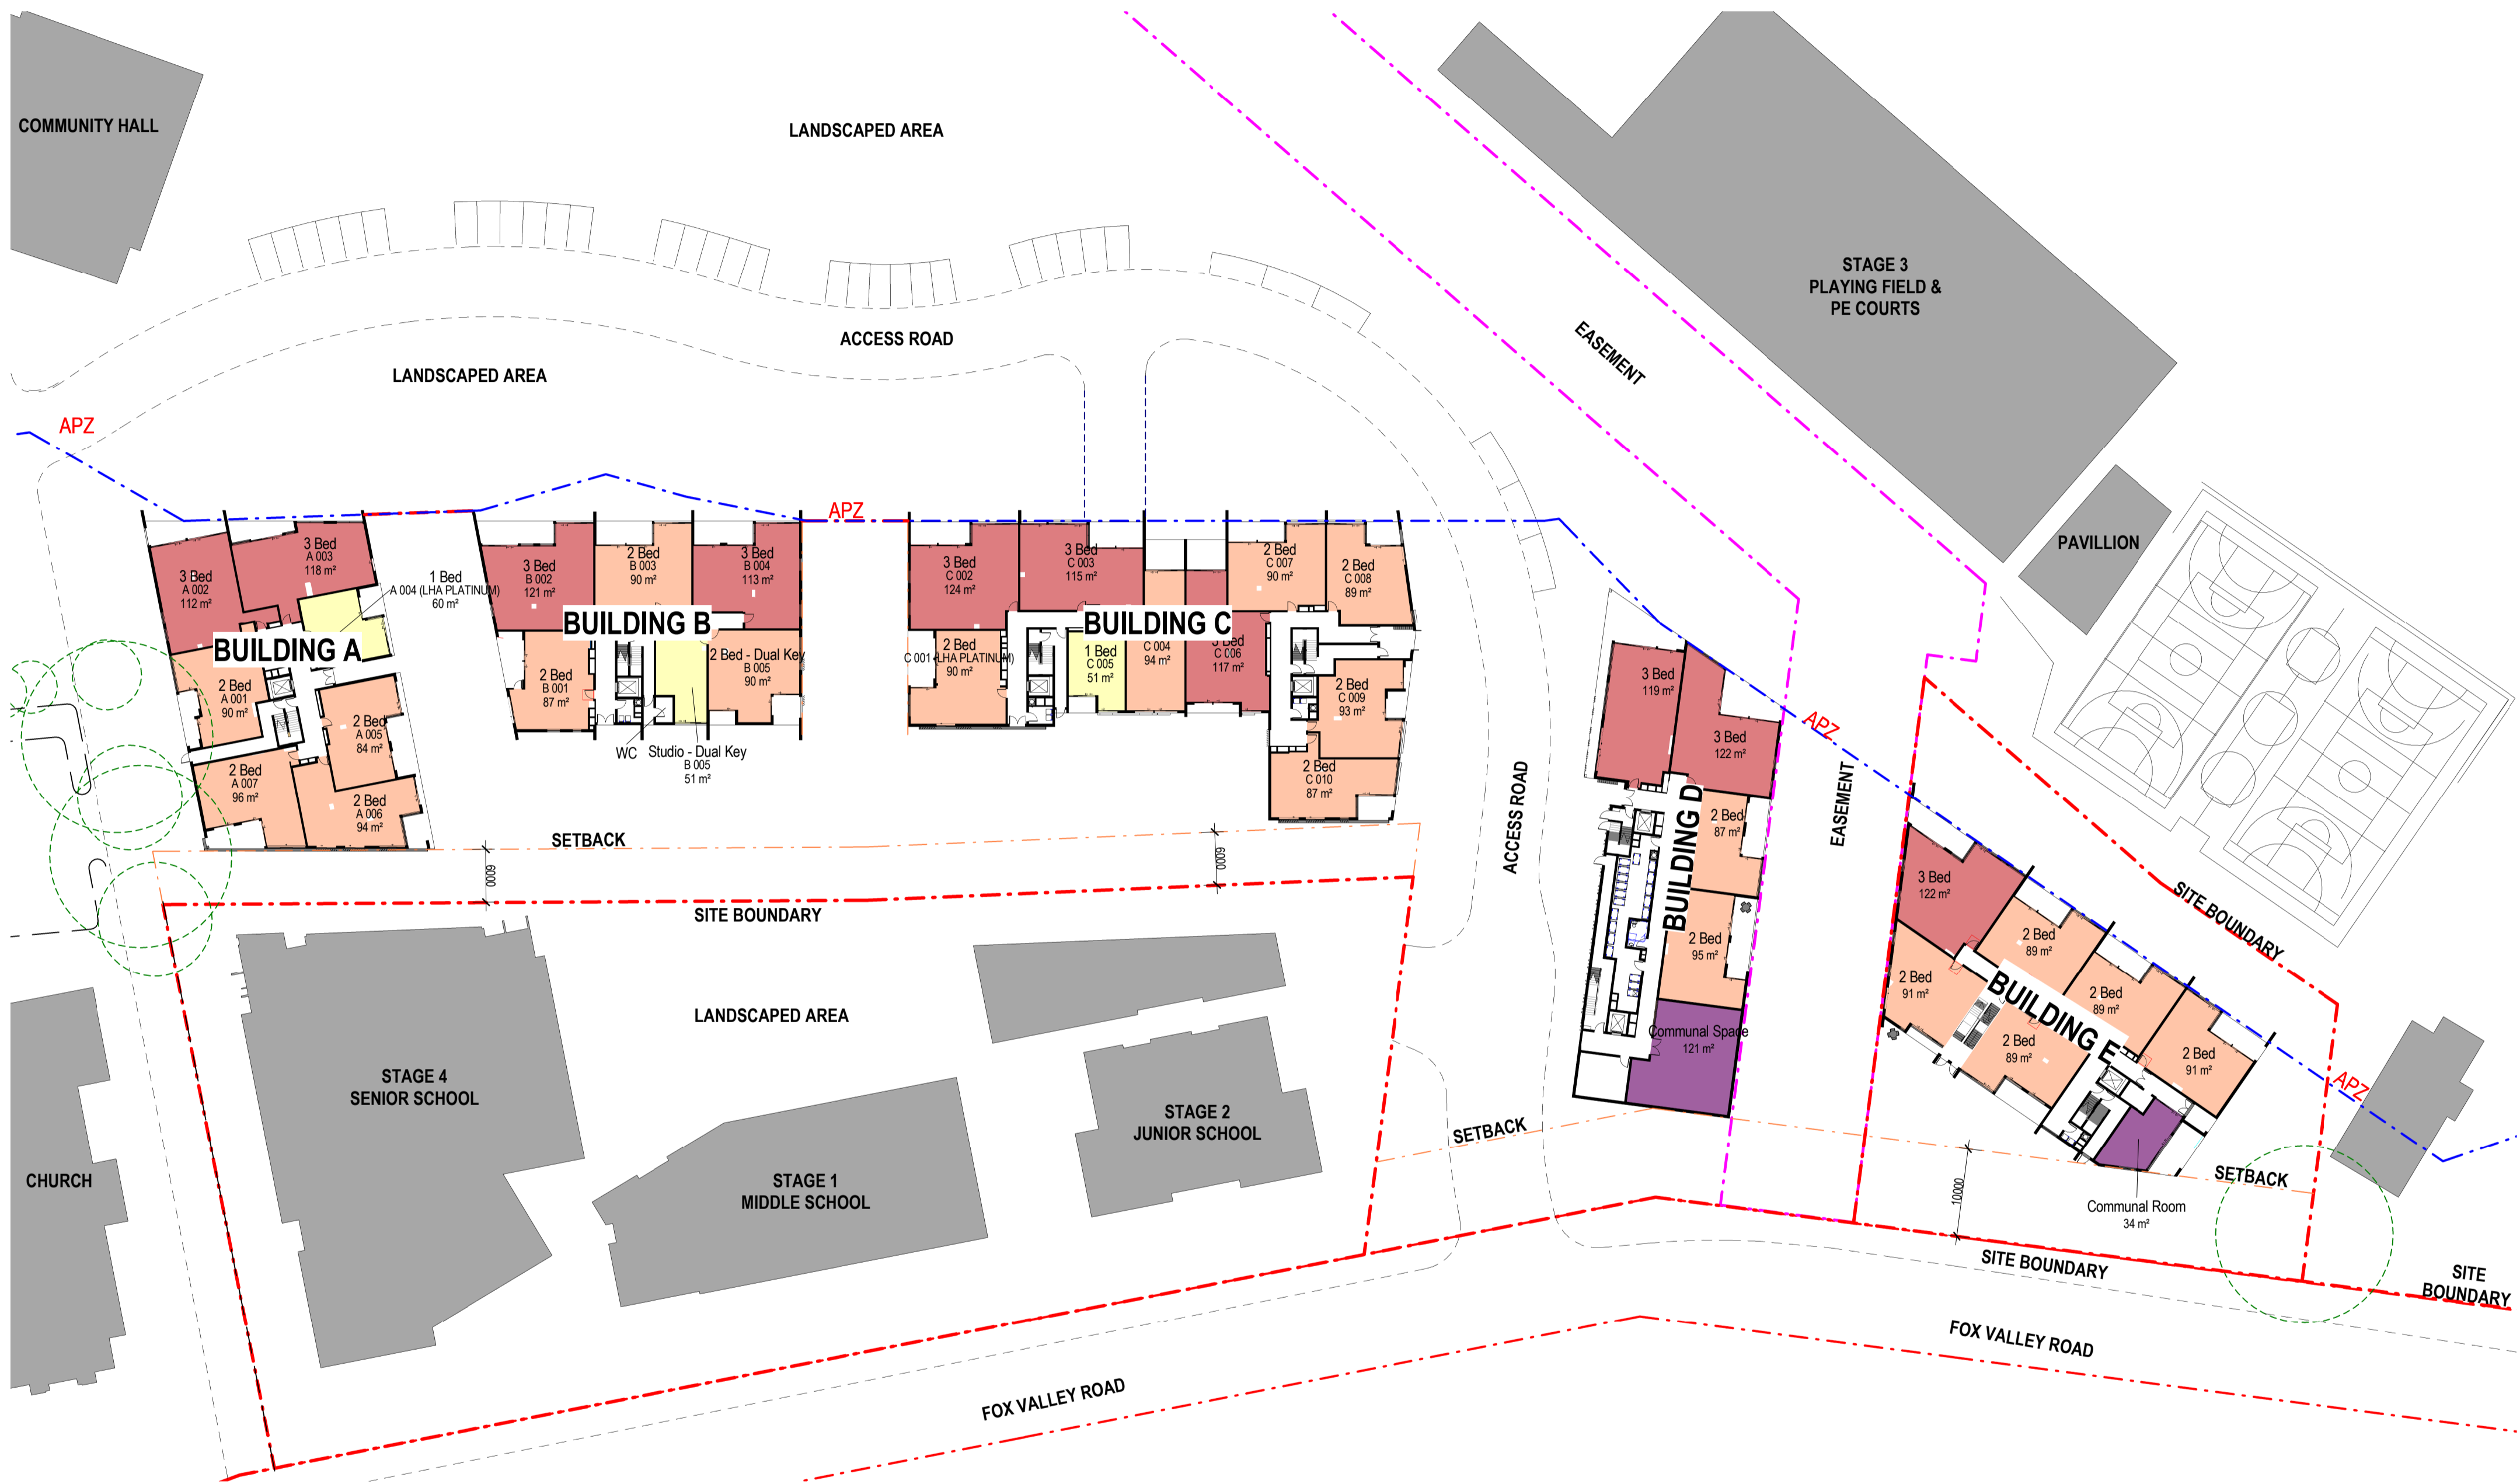 COMMUNITY HALL
LANDSCAPED AREA
STAGE 3
PLAYING FIELD &
PE COURTS
EASEMENT
ACCESS ROAD
LANDSCAPED AREA
APZ
APZ
PAVILLION
3 Bed
A 002
112 m²
3 Bed
A 003
118 m²
1 Bed
A 004 (LHA PLATINUM)
60 m²
BUILDING A
2 Bed
A 001
90 m²
2 Bed
A 005
84 m²
2 Bed
A 007
96 m²
2 Bed
A 006
94 m²
3 Bed
B 002
121 m²
2 Bed
B 003
90 m²
3 Bed
B 004
113 m²
BUILDING B
2 Bed
B 001
87 m²
2 Bed - Dual Key
B 005
90 m²
WC
Studio - Dual Key
B 005
51 m²
3 Bed
C 002
124 m²
3 Bed
C 003
115 m²
2 Bed
C 007
90 m²
2 Bed
C 008
89 m²
BUILDING C
2 Bed
C 001 (LHA PLATINUM)
90 m²
1 Bed
C 005
51 m²
C 004
94 m²
3 Bed
C 006
117 m²
2 Bed
C 009
93 m²
2 Bed
C 010
87 m²
SETBACK
6000
6000
SITE BOUNDARY
ACCESS ROAD
3 Bed
119 m²
3 Bed
122 m²
APZ
2 Bed
87 m²
BUILDING D
2 Bed
95 m²
Communal Space
121 m²
EASEMENT
3 Bed
122 m²
2 Bed
89 m²
2 Bed
91 m²
2 Bed
89 m²
BUILDING E
2 Bed
89 m²
2 Bed
91 m²
SITE BOUNDARY
APZ
LANDSCAPED AREA
STAGE 4
SENIOR SCHOOL
STAGE 2
JUNIOR SCHOOL
STAGE 1
MIDDLE SCHOOL
CHURCH
SETBACK
SETBACK
10000
Communal Room
34 m²
SITE BOUNDARY
SITE
BOUNDARY
FOX VALLEY ROAD
FOX VALLEY ROAD